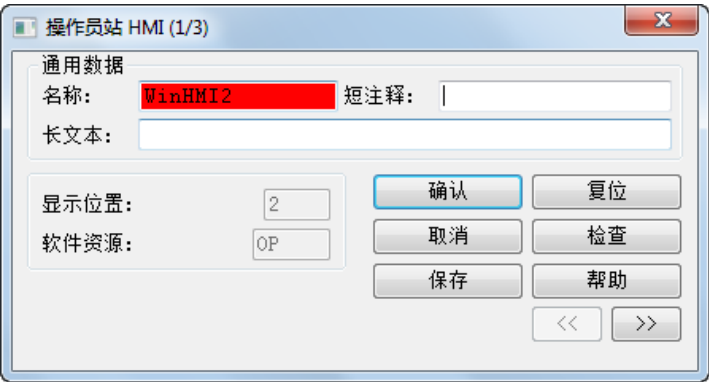 操作员站 HMI (1/3)
通用数据
名称: WinHMI2 短注释:
长文本:
显示位置: 2
软件资源: OP
确认 复位
取消 检查
保存 帮助
<< >>